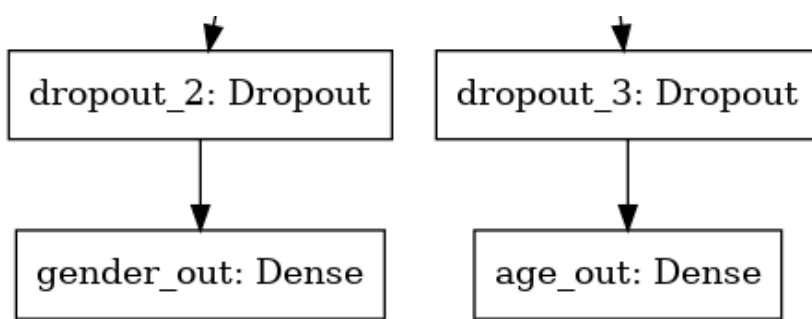 dropout_2: Dropout
dropout_3: Dropout
gender_out: Dense
age_out: Dense